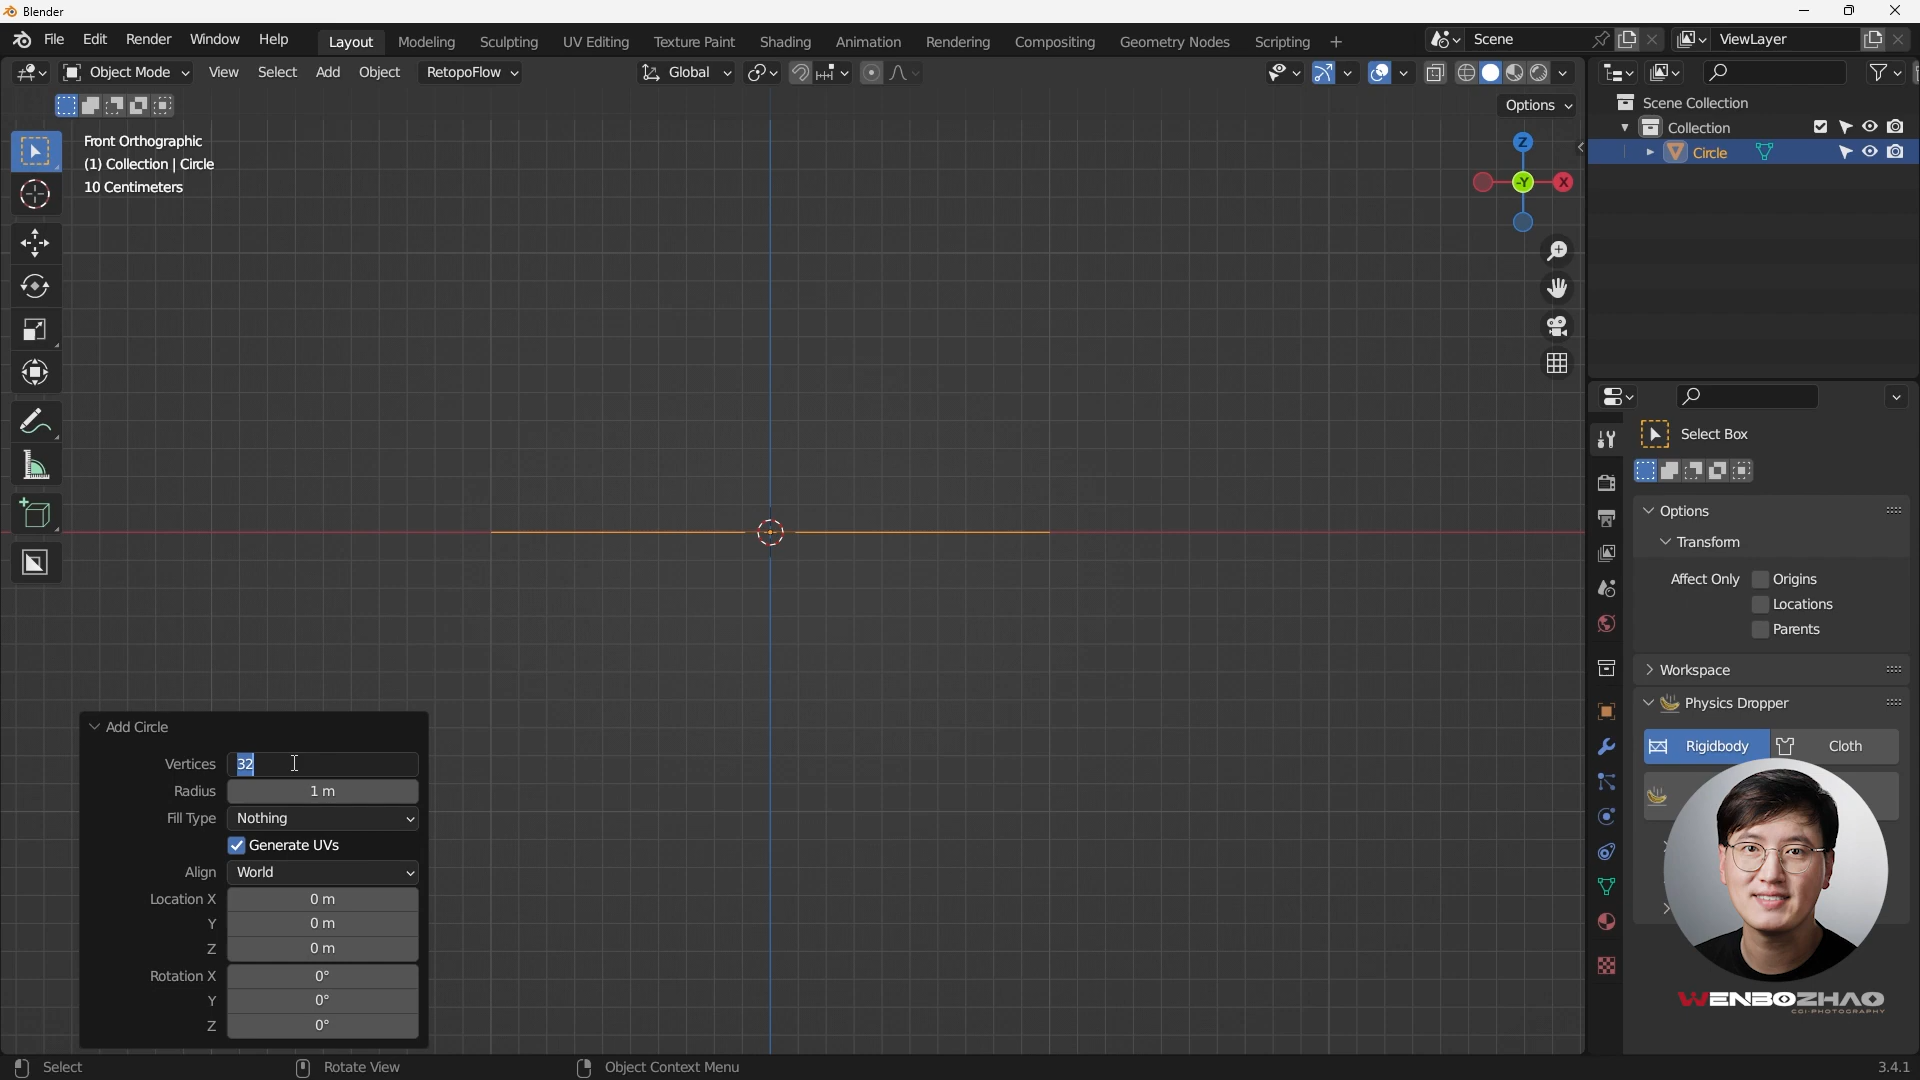 Blender
File Edit Render Window Help Layout Modeling Sculpting UV Editing Texture Paint Shading Animation Rendering Compositing Geometry Nodes Scripting + Scene ViewLayer
Object Mode View Select Add Object RetopoFlow Global
Options
Front Orthographic
(1) Collection | Circle
10 Centimeters
Z
-Y X
Scene Collection
Collection
Circle
Select Box
Options
Transform
Affect Only Origins
Locations
Parents
Workspace
Physics Dropper
Rigidbody Cloth
Add Circle
Vertices 32
Radius 1 m
Fill Type Nothing
Generate UVs
Align World
Location X 0 m
Y 0 m
Z 0 m
Rotation X 0°
Y 0°
Z 0°
WENBOZHAO
CGI-PHOTOGRAPHY
Select Rotate View Object Context Menu 3.4.1